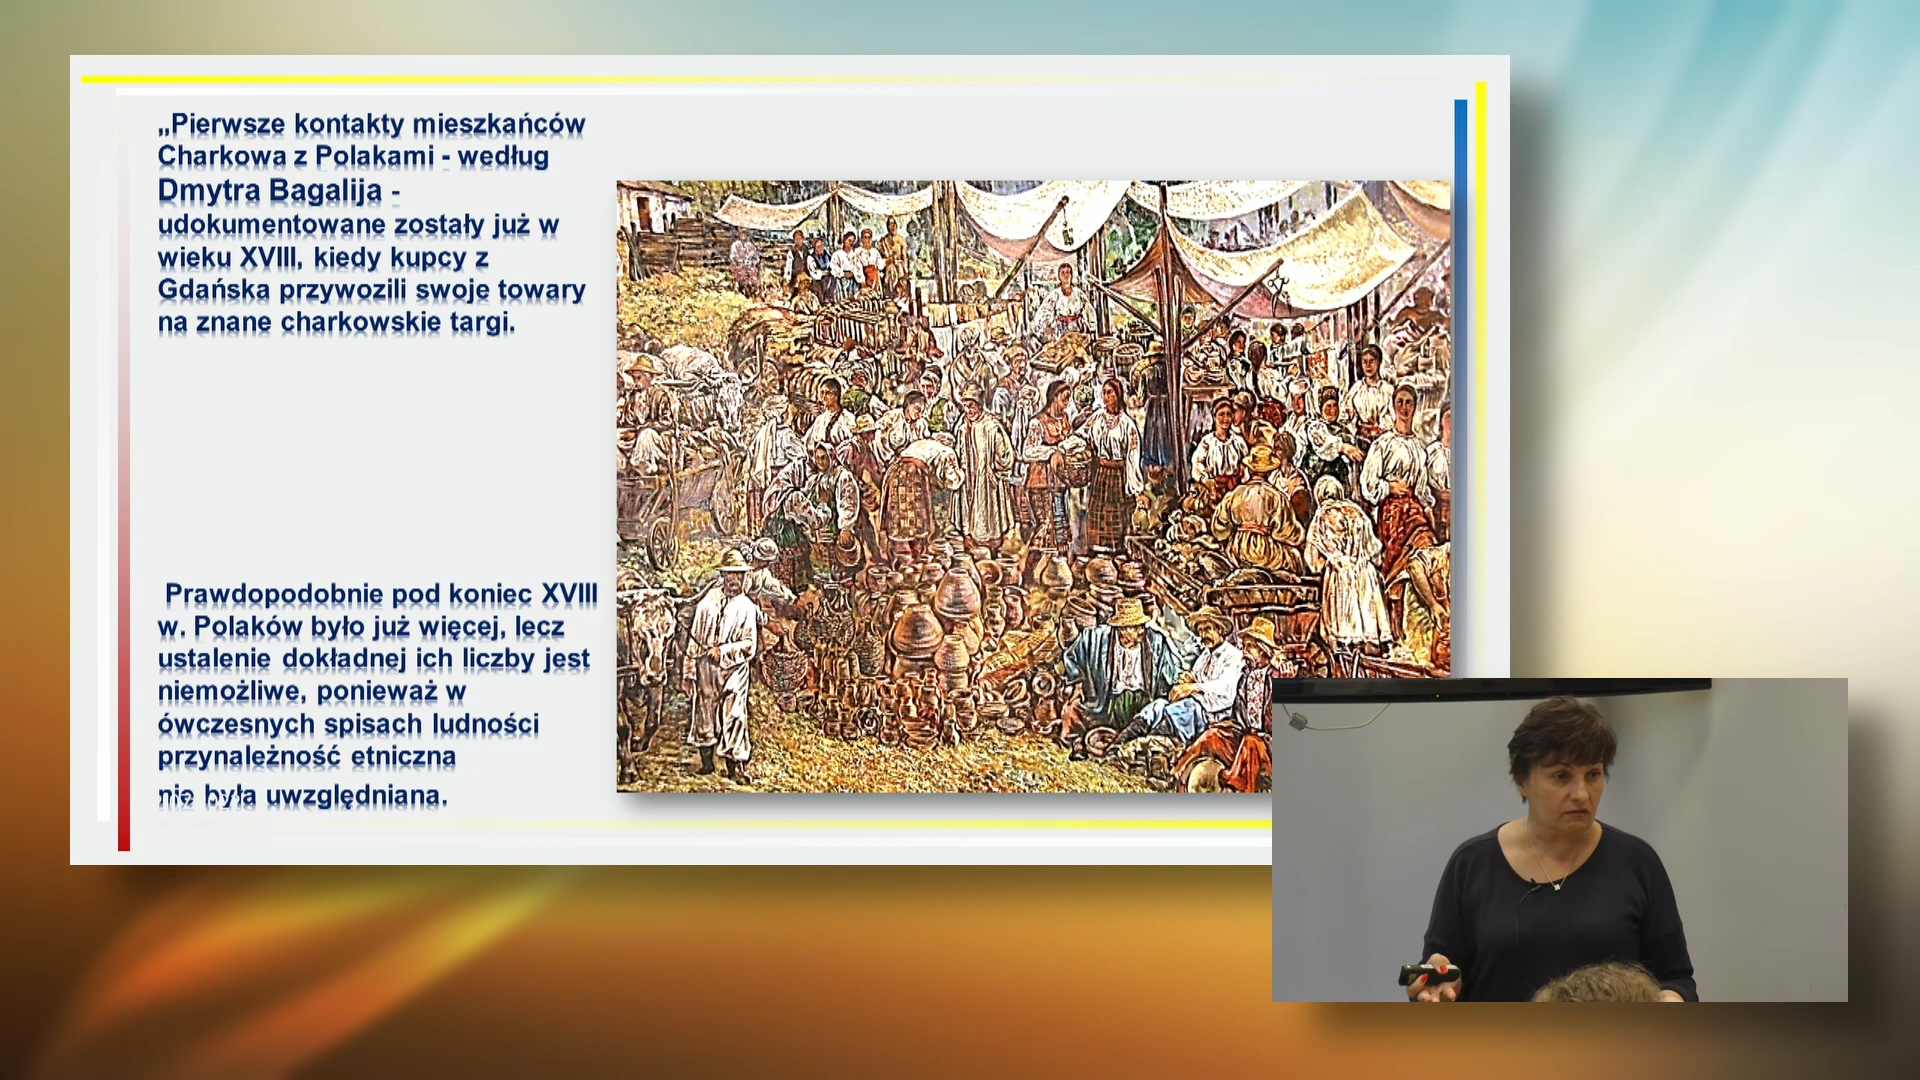 „Pierwsze kontakty mieszkańców
Charkowa z Polakami - według
Dmytra Bagalija -
udokumentowane zostały już w
wieku XVIII, kiedy kupcy z
Gdańska przywozili swoje towary
na znane charkowskie targi.
Prawdopodobnie pod koniec XVIII
w. Polaków było już więcej, lecz
ustalenie dokładnej ich liczby jest
niemożliwe, ponieważ w
ówczesnych spisach ludności
przynależność etniczna
nie była uwzględniana.